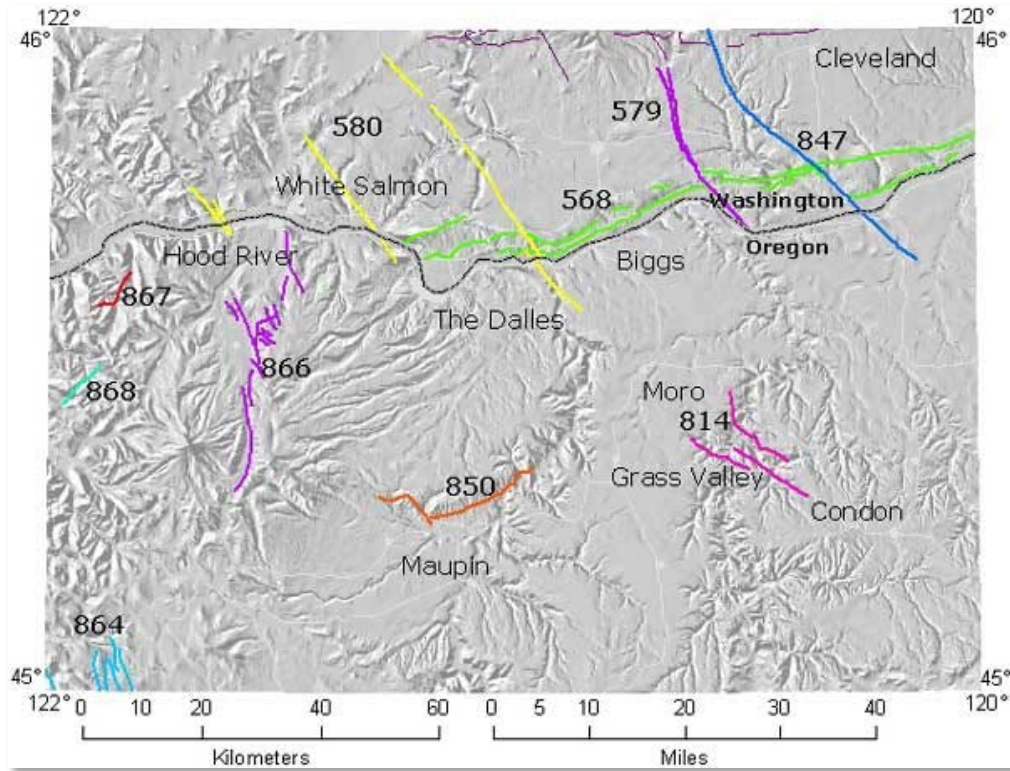 122°
120°
46°
46°
Cleveland
579
580
847
White Salmon
568
Washington
Oregon
Hood River
Biggs
867
The Dalles
866
868
Moro
814
850
Grass Valley
Condon
Maupin
864
45°
45°
122°
120°
0 10 20 40 60
0 5 10 20 30 40
Kilometers
Miles